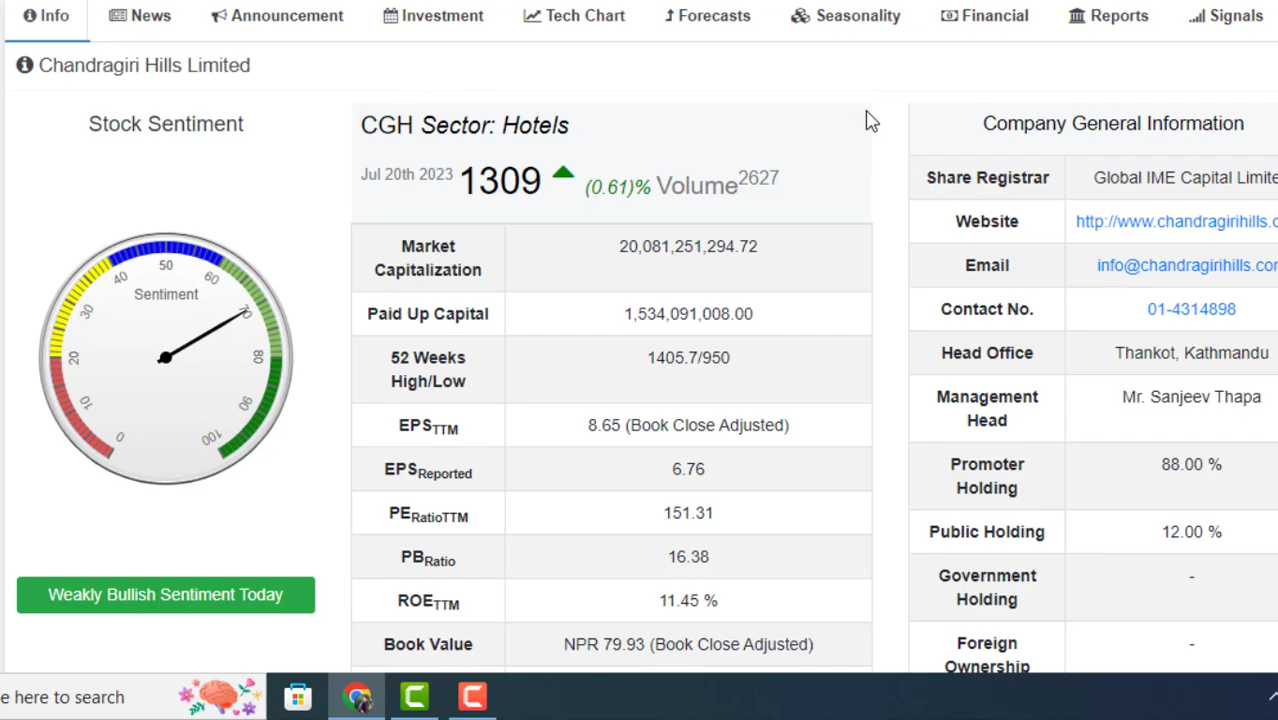 Info
News
Announcement
Investment
Tech Chart
Forecasts
Seasonality
Financial
Reports
Signals
Chandragiri Hills Limited
Stock Sentiment
0
10
20
30
40
50
60
70
80
90
100
Sentiment
Weakly Bullish Sentiment Today
CGH Sector: Hotels
Jul 20th 2023 1309 (0.61)% Volume2627
Market Capitalization 20,081,251,294.72
Paid Up Capital 1,534,091,008.00
52 Weeks High/Low 1405.7/950
EPSTTM 8.65 (Book Close Adjusted)
EPSReported 6.76
PERatioTTM 151.31
PBRatio 16.38
ROETTM 11.45 %
Book Value NPR 79.93 (Book Close Adjusted)
Company General Information
Share Registrar Global IME Capital Limite
Website http://www.chandragirihills.c
Email info@chandragirihills.co
Contact No. 01-4314898
Head Office Thankot, Kathmandu
Management Head Mr. Sanjeev Thapa
Promoter Holding 88.00 %
Public Holding 12.00 %
Government Holding -
Foreign Ownership -
e here to search